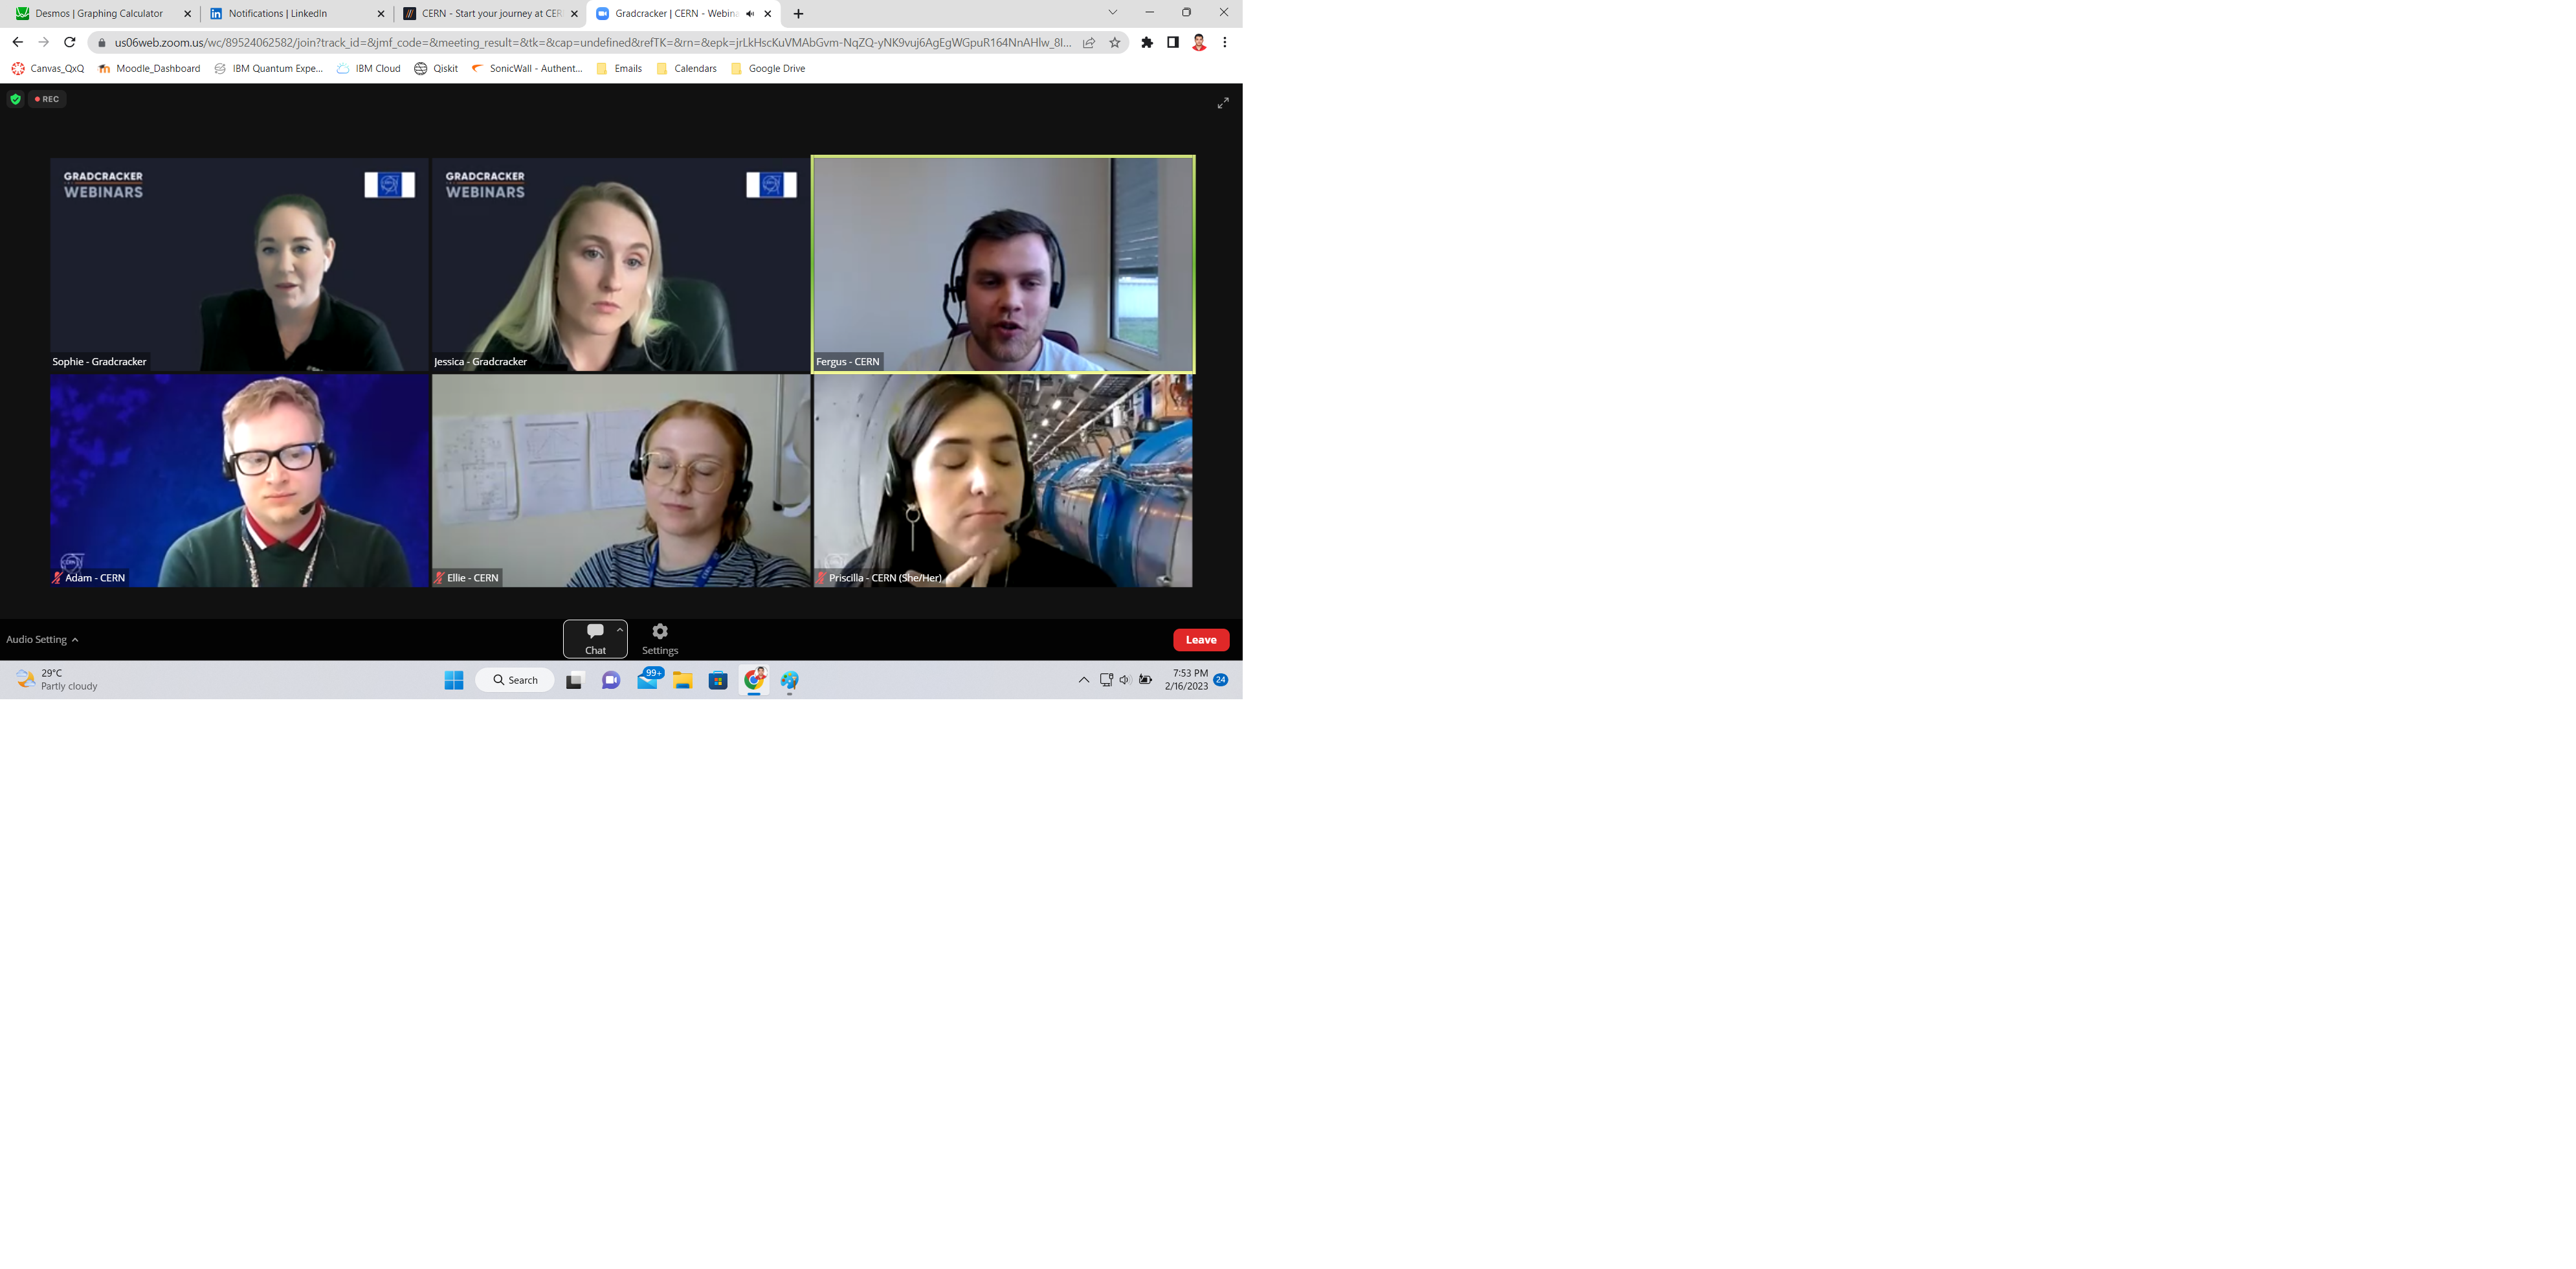 Desmos | Graphing Calculator
Notifications | LinkedIn
CERN - Start your journey at CER
Gradcracker | CERN - Webina
us06web.zoom.us/wc/89524062582/join?track_id=&jmf_code=&meeting_result=&tk=&cap=undefined&refTK=&rn=&epk=jrLkHscKuVMAbGvm-NqZQ-yNK9vuj6AgEgWGpuR164NnAHlw_8I...
Canvas_QxQ
Moodle_Dashboard
IBM Quantum Expe...
IBM Cloud
Qiskit
SonicWall - Authent...
Emails
Calendars
Google Drive
REC
GRADCRACKER
WEBINARS
Sophie - Gradcracker
GRADCRACKER
WEBINARS
Jessica - Gradcracker
Fergus - CERN
CERN
Adam - CERN
Ellie - CERN
Priscilla - CERN (She/Her)
Audio Setting
Chat
Settings
Leave
29°C
Partly cloudy
Search
99+
7:53 PM
2/16/2023
24